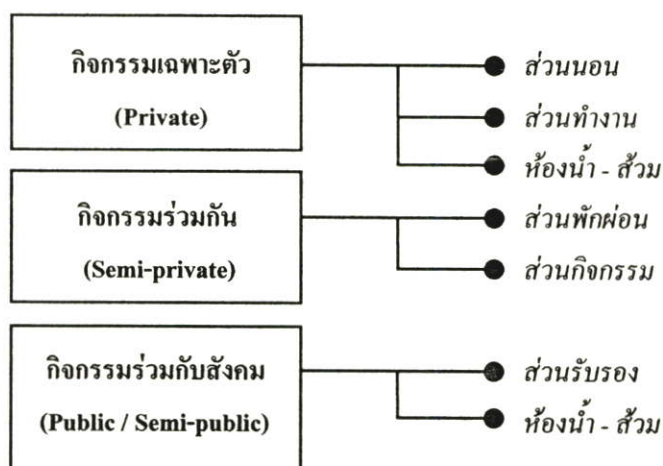 กิจกรรมเฉพาะตัว
(Private)
ส่วนนอน
ส่วนทำงาน
ห้องน้ำ - ส้วม
กิจกรรมร่วมกัน
(Semi-private)
ส่วนพักผ่อน
ส่วนกิจกรรม
กิจกรรมร่วมกับสังคม
(Public / Semi-public)
ส่วนรับรอง
ห้องน้ำ - ส้วม